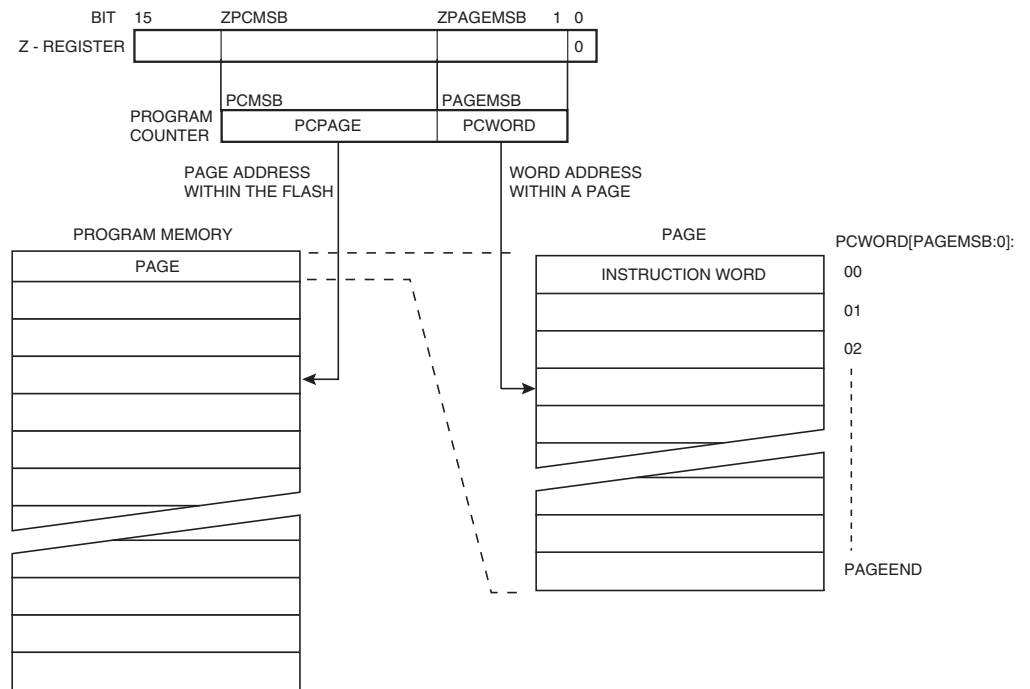 BIT 15 ZPCMSB ZPAGEMSB 1 0
Z - REGISTER 0
PCMSB PAGEMSB
PROGRAM
COUNTER
PCPAGE PCWORD
PAGE ADDRESS
WITHIN THE FLASH
WORD ADDRESS
WITHIN A PAGE
PROGRAM MEMORY
PAGE
PAGE
PCWORD[PAGEMSB:0]:
INSTRUCTION WORD 00
01
02
PAGEEND